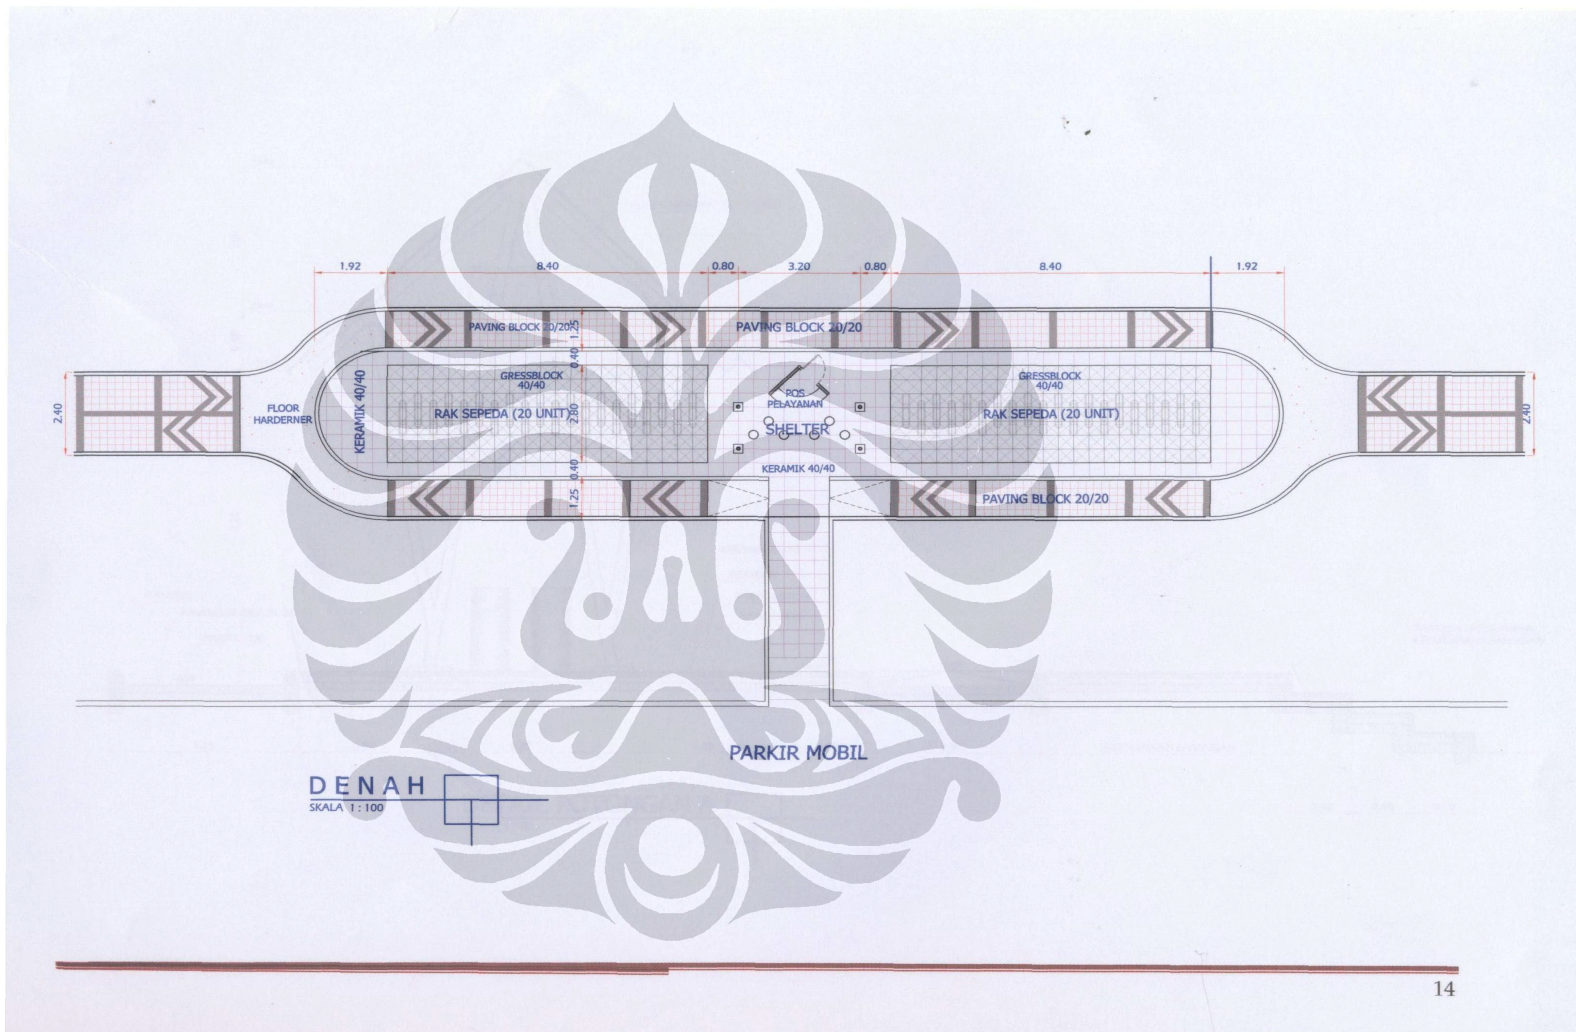 1.92
8.40
0.80
3.20
0.80
8.40
1.92
PAVING BLOCK 20/20
1.25
PAVING BLOCK 20/20
0.40
2.40
FLOOR
HARDERNER
KERAMIK 40/40
GRESSBLOCK
40/40
RAK SEPEDA (20 UNIT)
2.80
POS
PELAYANAN
SHELTER
GRESSBLOCK
40/40
RAK SEPEDA (20 UNIT)
2.40
0.40
KERAMIK 40/40
1.25
PAVING BLOCK 20/20
PARKIR MOBIL
DENAH
SKALA 1 : 100
14